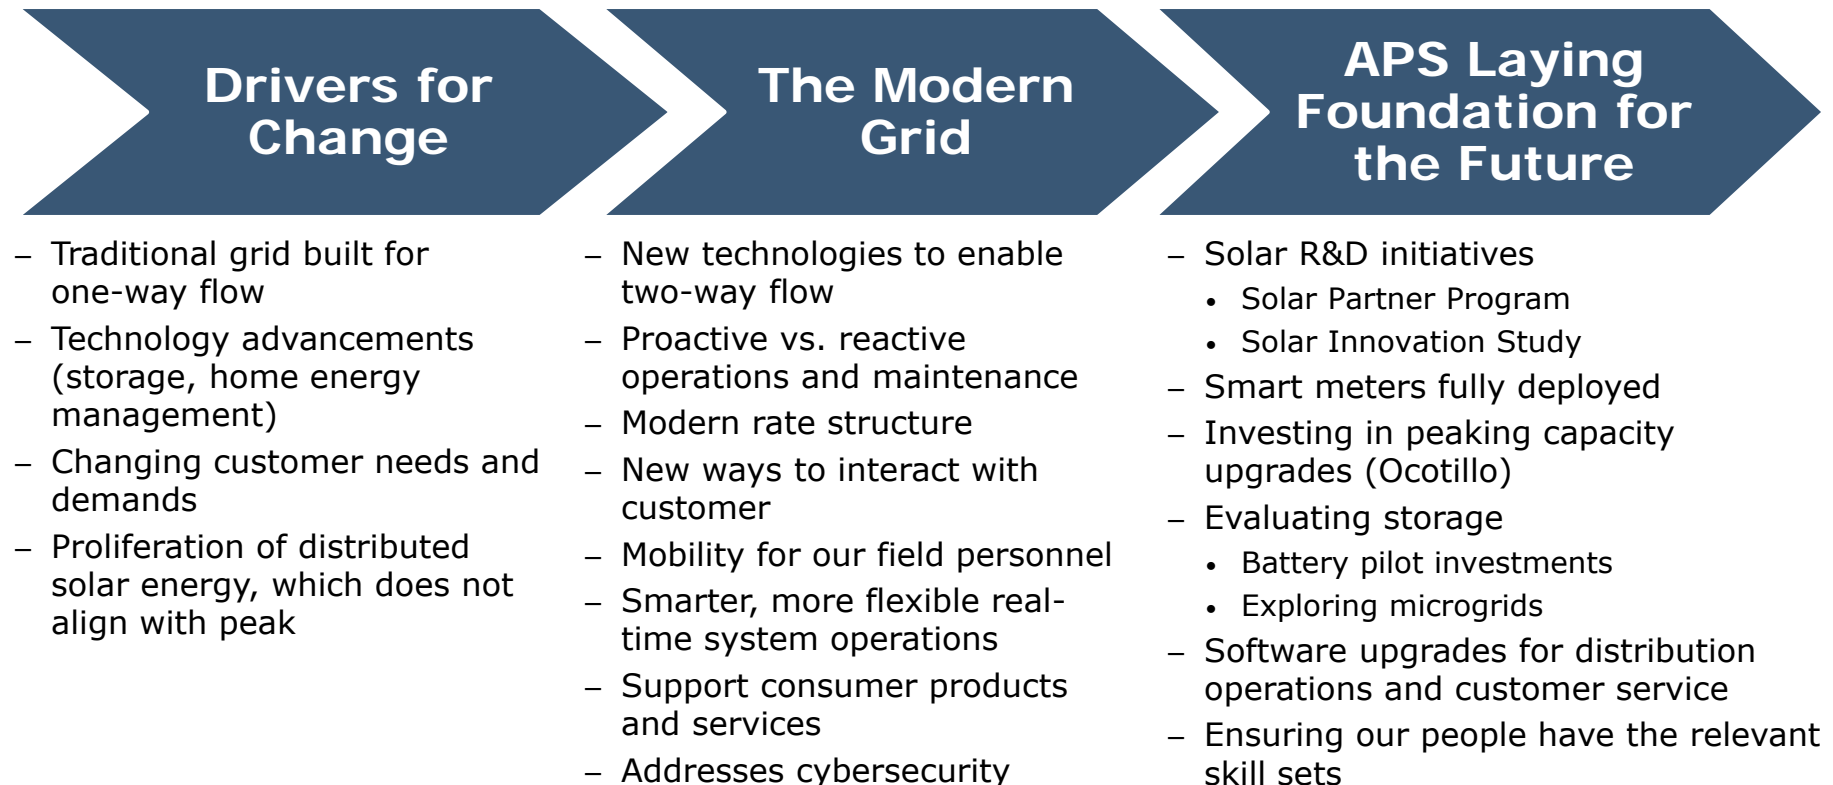 Drivers for
Change
– Traditional grid built for
one-way flow
– Technology advancements
(storage, home energy
management)
– Changing customer needs and
demands
– Proliferation of distributed
solar energy, which does not
align with peak
The Modern
Grid
– New technologies to enable
two-way flow
– Proactive vs. reactive
operations and maintenance
– Modern rate structure
– New ways to interact with
customer
– Mobility for our field personnel
– Smarter, more flexible real-
time system operations
– Support consumer products
and services
– Addresses cybersecurity
APS Laying
Foundation for
the Future
– Solar R&D initiatives
• Solar Partner Program
• Solar Innovation Study
– Smart meters fully deployed
– Investing in peaking capacity
upgrades (Ocotillo)
– Evaluating storage
• Battery pilot investments
• Exploring microgrids
– Software upgrades for distribution
operations and customer service
– Ensuring our people have the relevant
skill sets